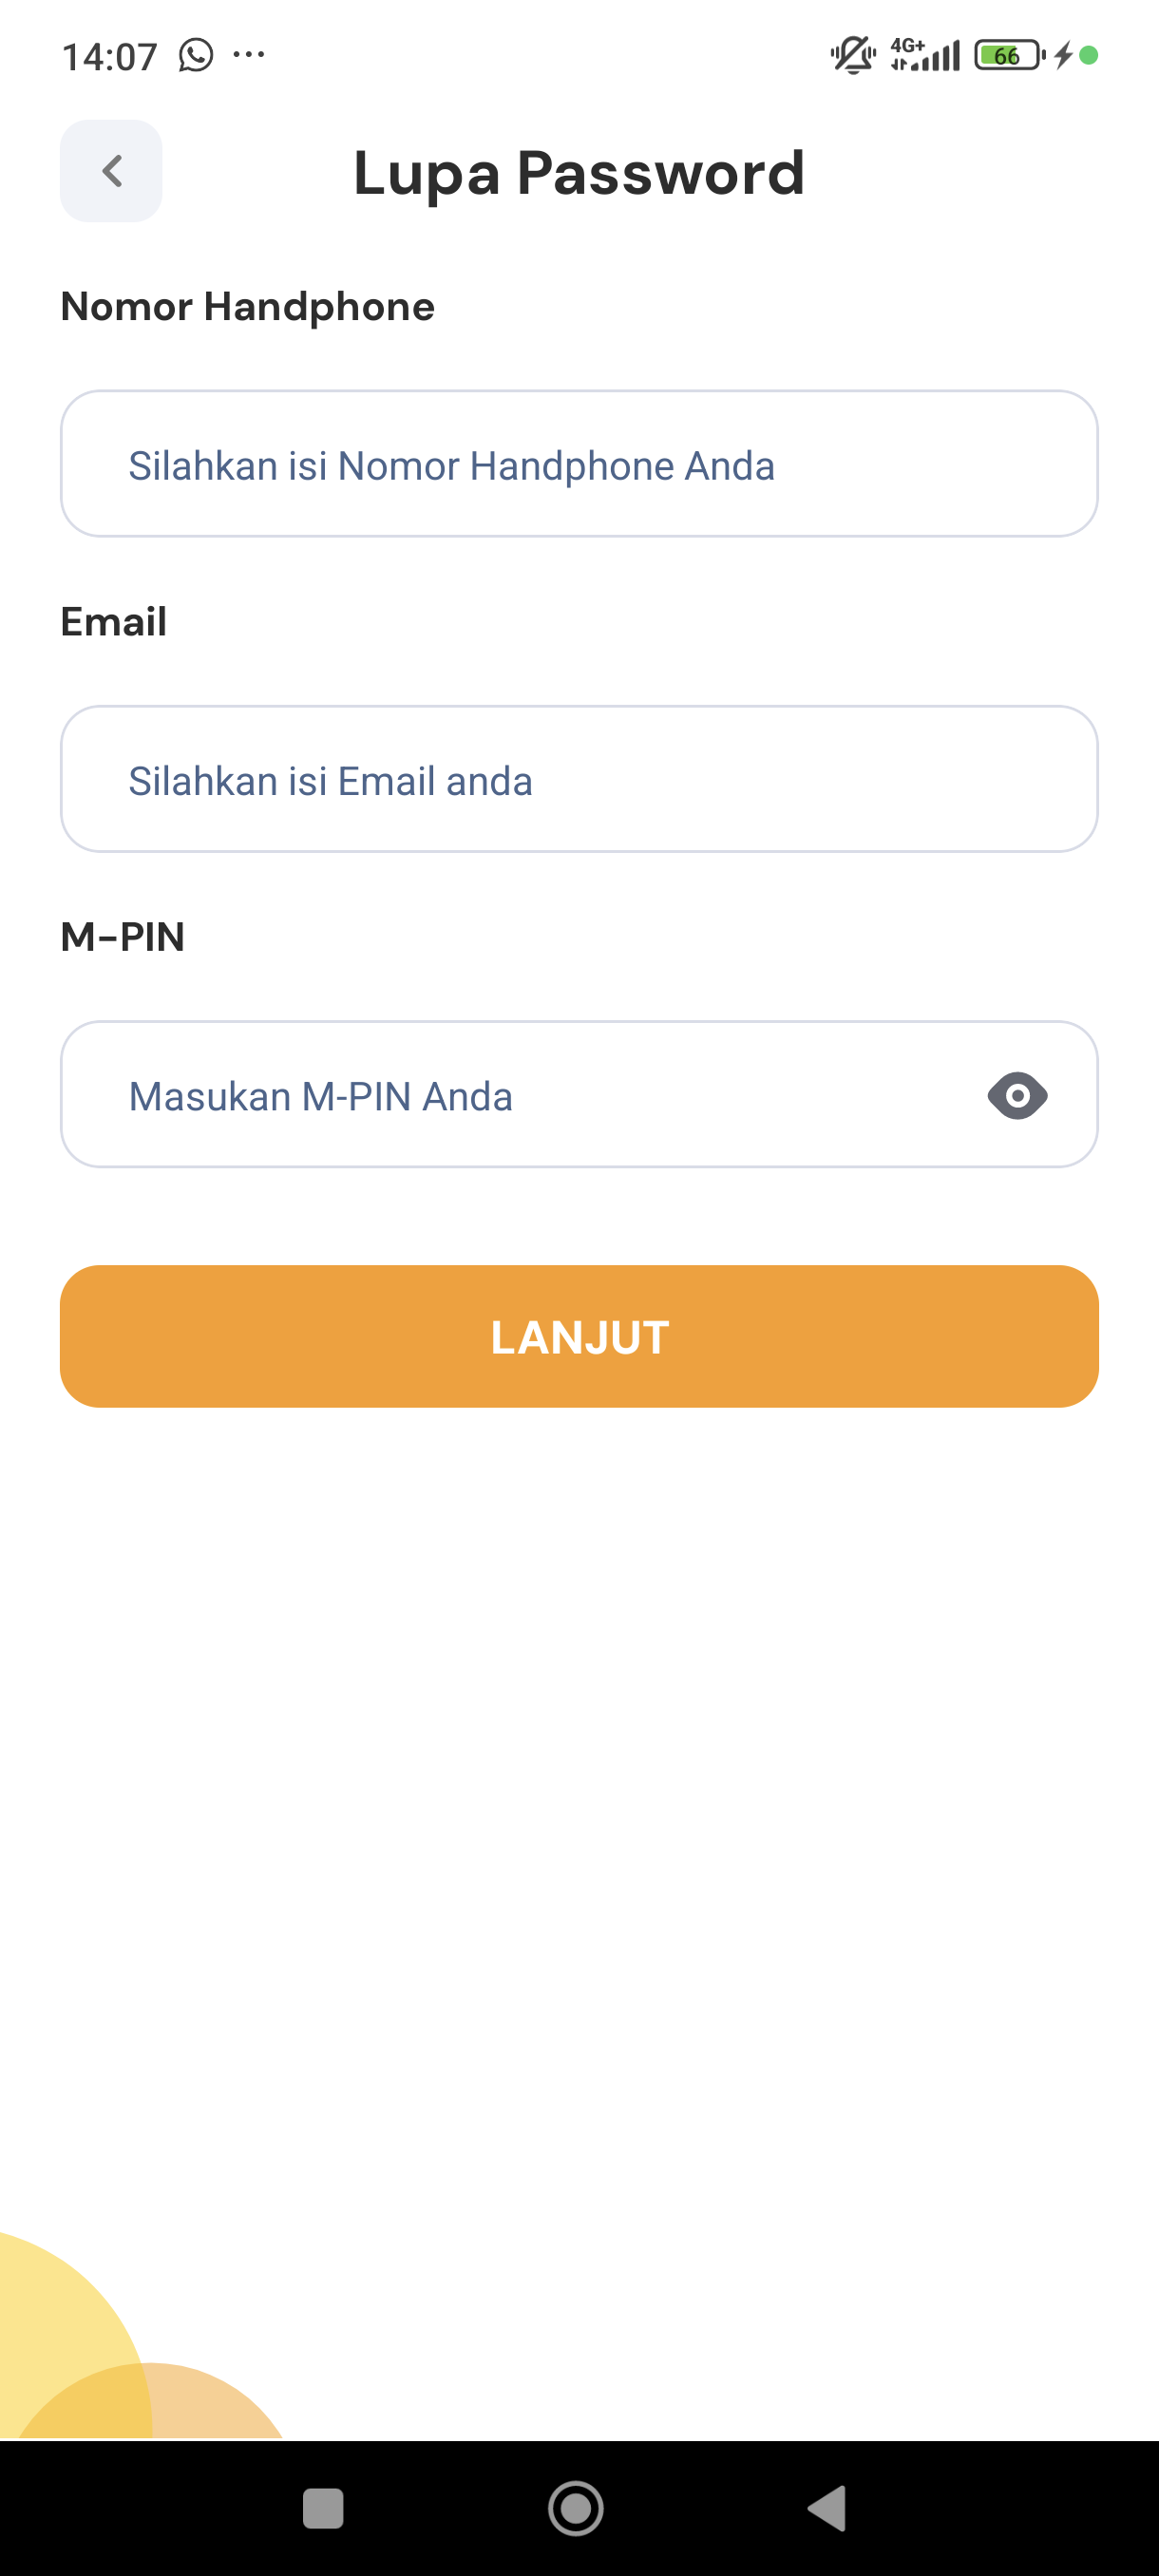 14:07
4G+
66
Lupa Password
Nomor Handphone
Silahkan isi Nomor Handphone Anda
Email
Silahkan isi Email anda
M-PIN
Masukan M-PIN Anda
LANJUT